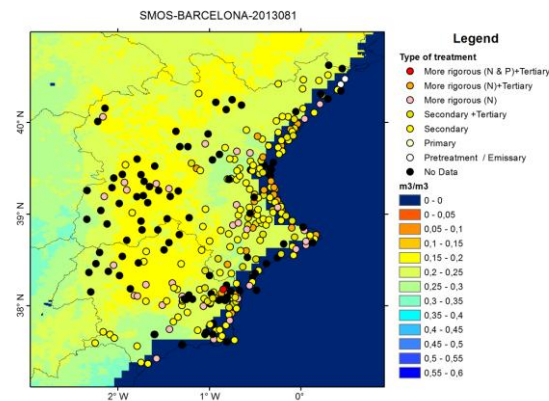 SMOS-BARCELONA-2013081
40° N
39° N
38° N
2° W
1° W
0°
Legend
Type of treatment
More rigorous (N & P)+Tertiary
More rigorous (N)+Tertiary
More rigorous (N)
Secondary +Tertiary
Secondary
Primary
Pretreatment / Emissary
No Data
m3/m3
0 - 0
0 - 0,05
0,05 - 0,1
0,1 - 0,15
0,15 - 0,2
0,2 - 0,25
0,25 - 0,3
0,3 - 0,35
0,35 - 0,4
0,4 - 0,45
0,45 - 0,5
0,5 - 0,55
0,55 - 0,6